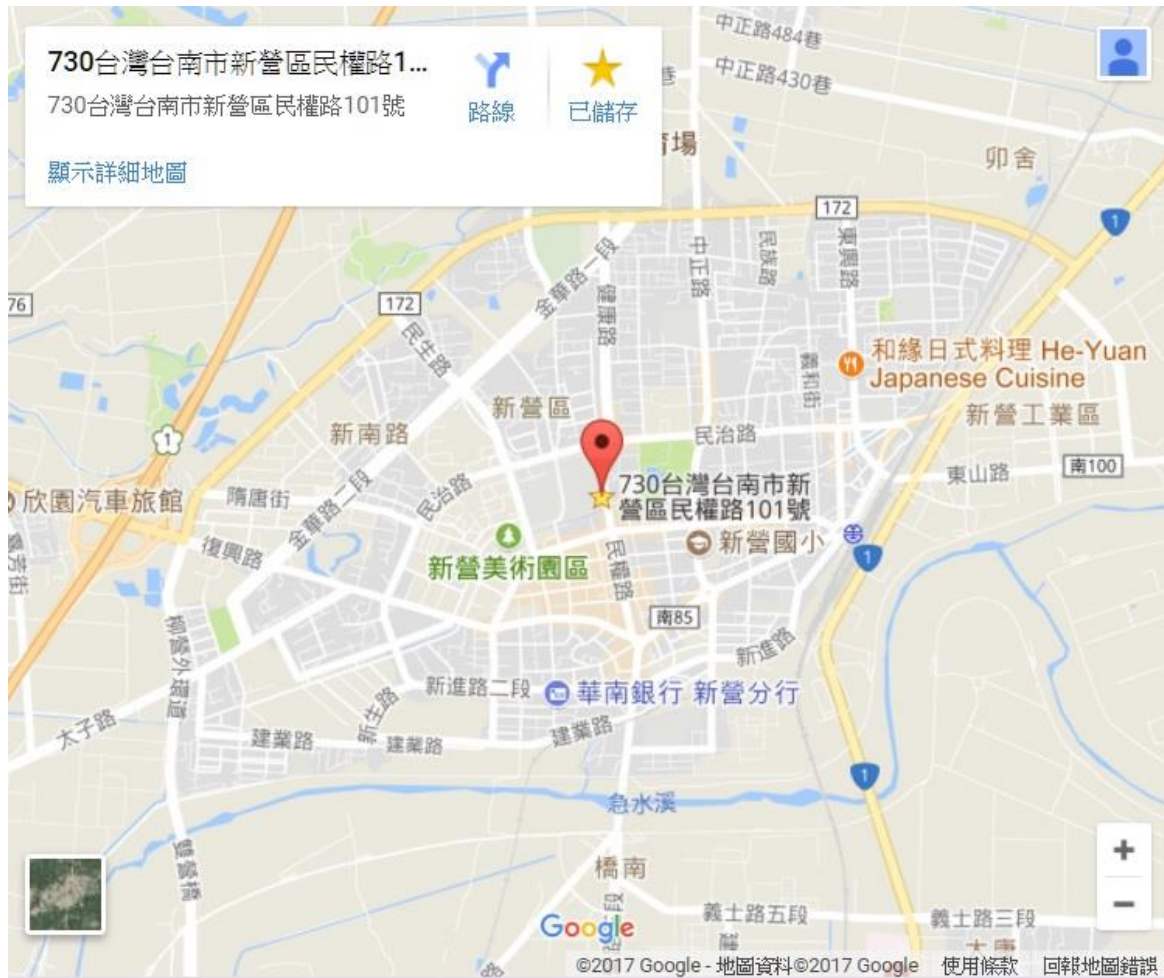 730台灣台南市新營區民權路1...
730台灣台南市新營區民權路101號
路線
已儲存
顯示詳細地圖
中正路484巷
中正路430巷
卯舍
172
1
中正路
民族路
東興路
金華路一段
健康路
76
172
民生路
和緣日式料理 He-Yuan
Japanese Cuisine
義和街
新營區
新南路
新營工業區
1
民治路
東山路
南100
730台灣台南市新
營區民權路101號
欣園汽車旅館
隋唐街
金華路二段
民治路
復興路
新營美術園區
新營國小
1
民權路
南85
柳營外環道
新進路
新進路二段
華南銀行 新營分行
新生路
太子路
建業路
建業路
建業路
1
急水溪
雙營橋
橋南
義士路五段
義士路三段
Google
©2017 Google - 地圖資料©2017 Google
使用條款
回報地圖錯誤